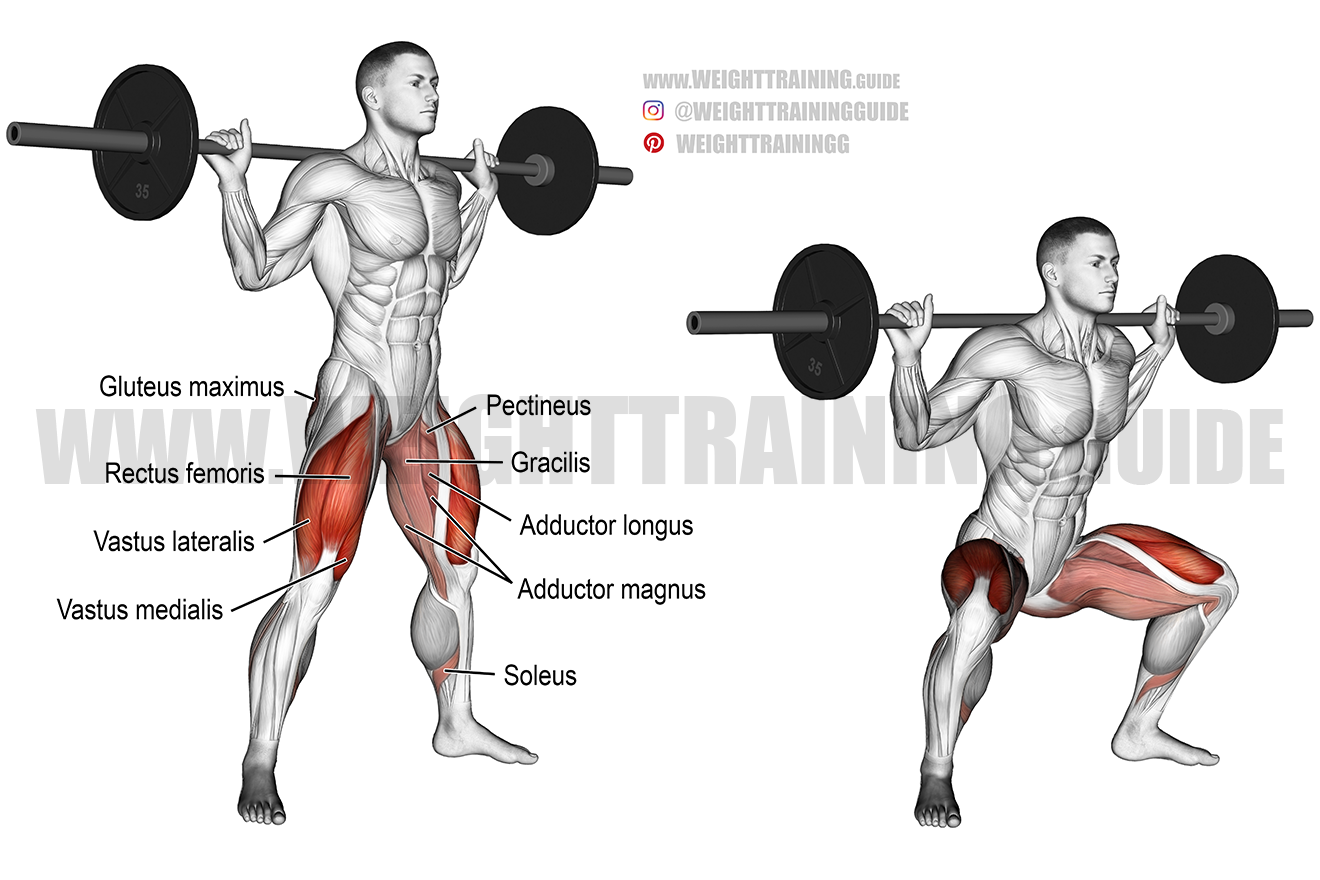 www.WEIGHTTRAINING.GUIDE
@WEIGHTTRAININGGUIDE
WEIGHTTRAININGG
35
35
Gluteus maximus
Pectineus
www.WEIGHTTRAINING.GUIDE
Rectus femoris
Gracilis
Adductor longus
Vastus lateralis
Adductor magnus
Vastus medialis
Soleus